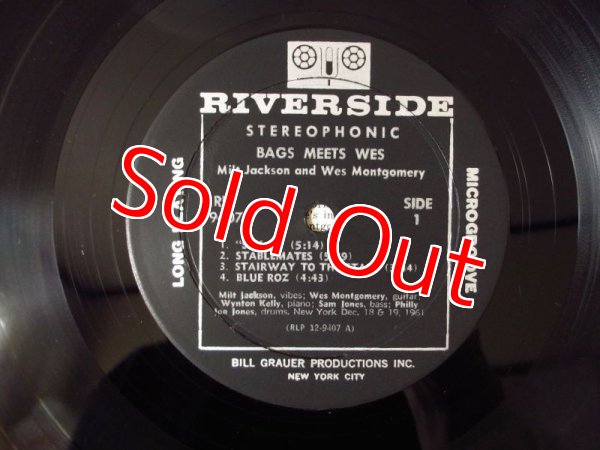 RIVERSIDE
STEREOPHONIC
BAGS MEETS WES
Milt Jackson and Wes Montgomery
SIDE
1
1. (5:14)
2. STABLEMATES
3. STAIRWAY TO THE
4. BLUE ROZ (4:43)
Milt Jackson, vibes; Wes Montgomery, guitar
Wynton Kelly, piano; Sam Jones, bass; Philly
Joe Jones, drums. New York Dec. 18 & 19, 1961
(RLP 12-9407 A)
BILL GRAUER PRODUCTIONS INC.
NEW YORK CITY
LONG
Sold Out